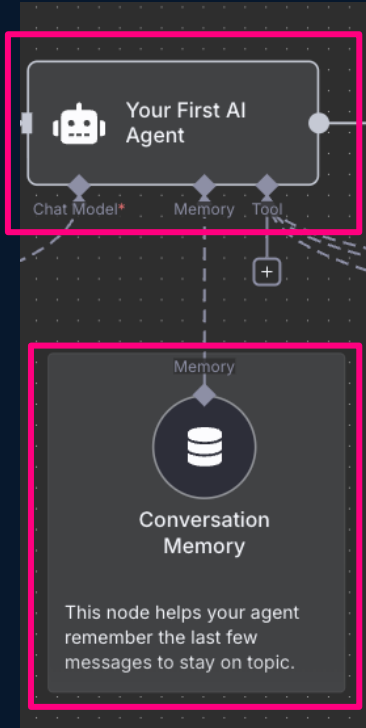 Your First AI
Agent
Chat Model*
Memory
Tool
+
Memory
Conversation
Memory
This node helps your agent
remember the last few
messages to stay on topic.